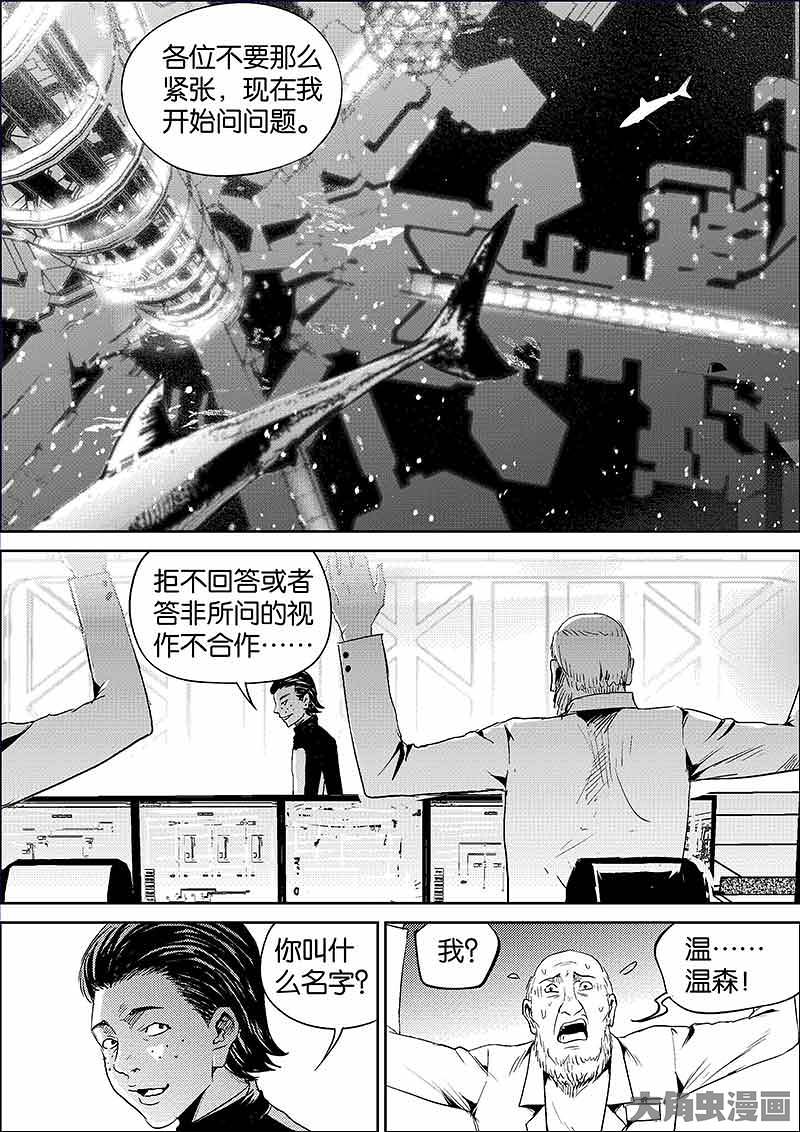 各位不要那么
紧张，现在我
开始问问题。
拒不回答或者
答非所问的视
作不合作……
你叫什
么名字？
我？
温……
温森！
大角虫漫画